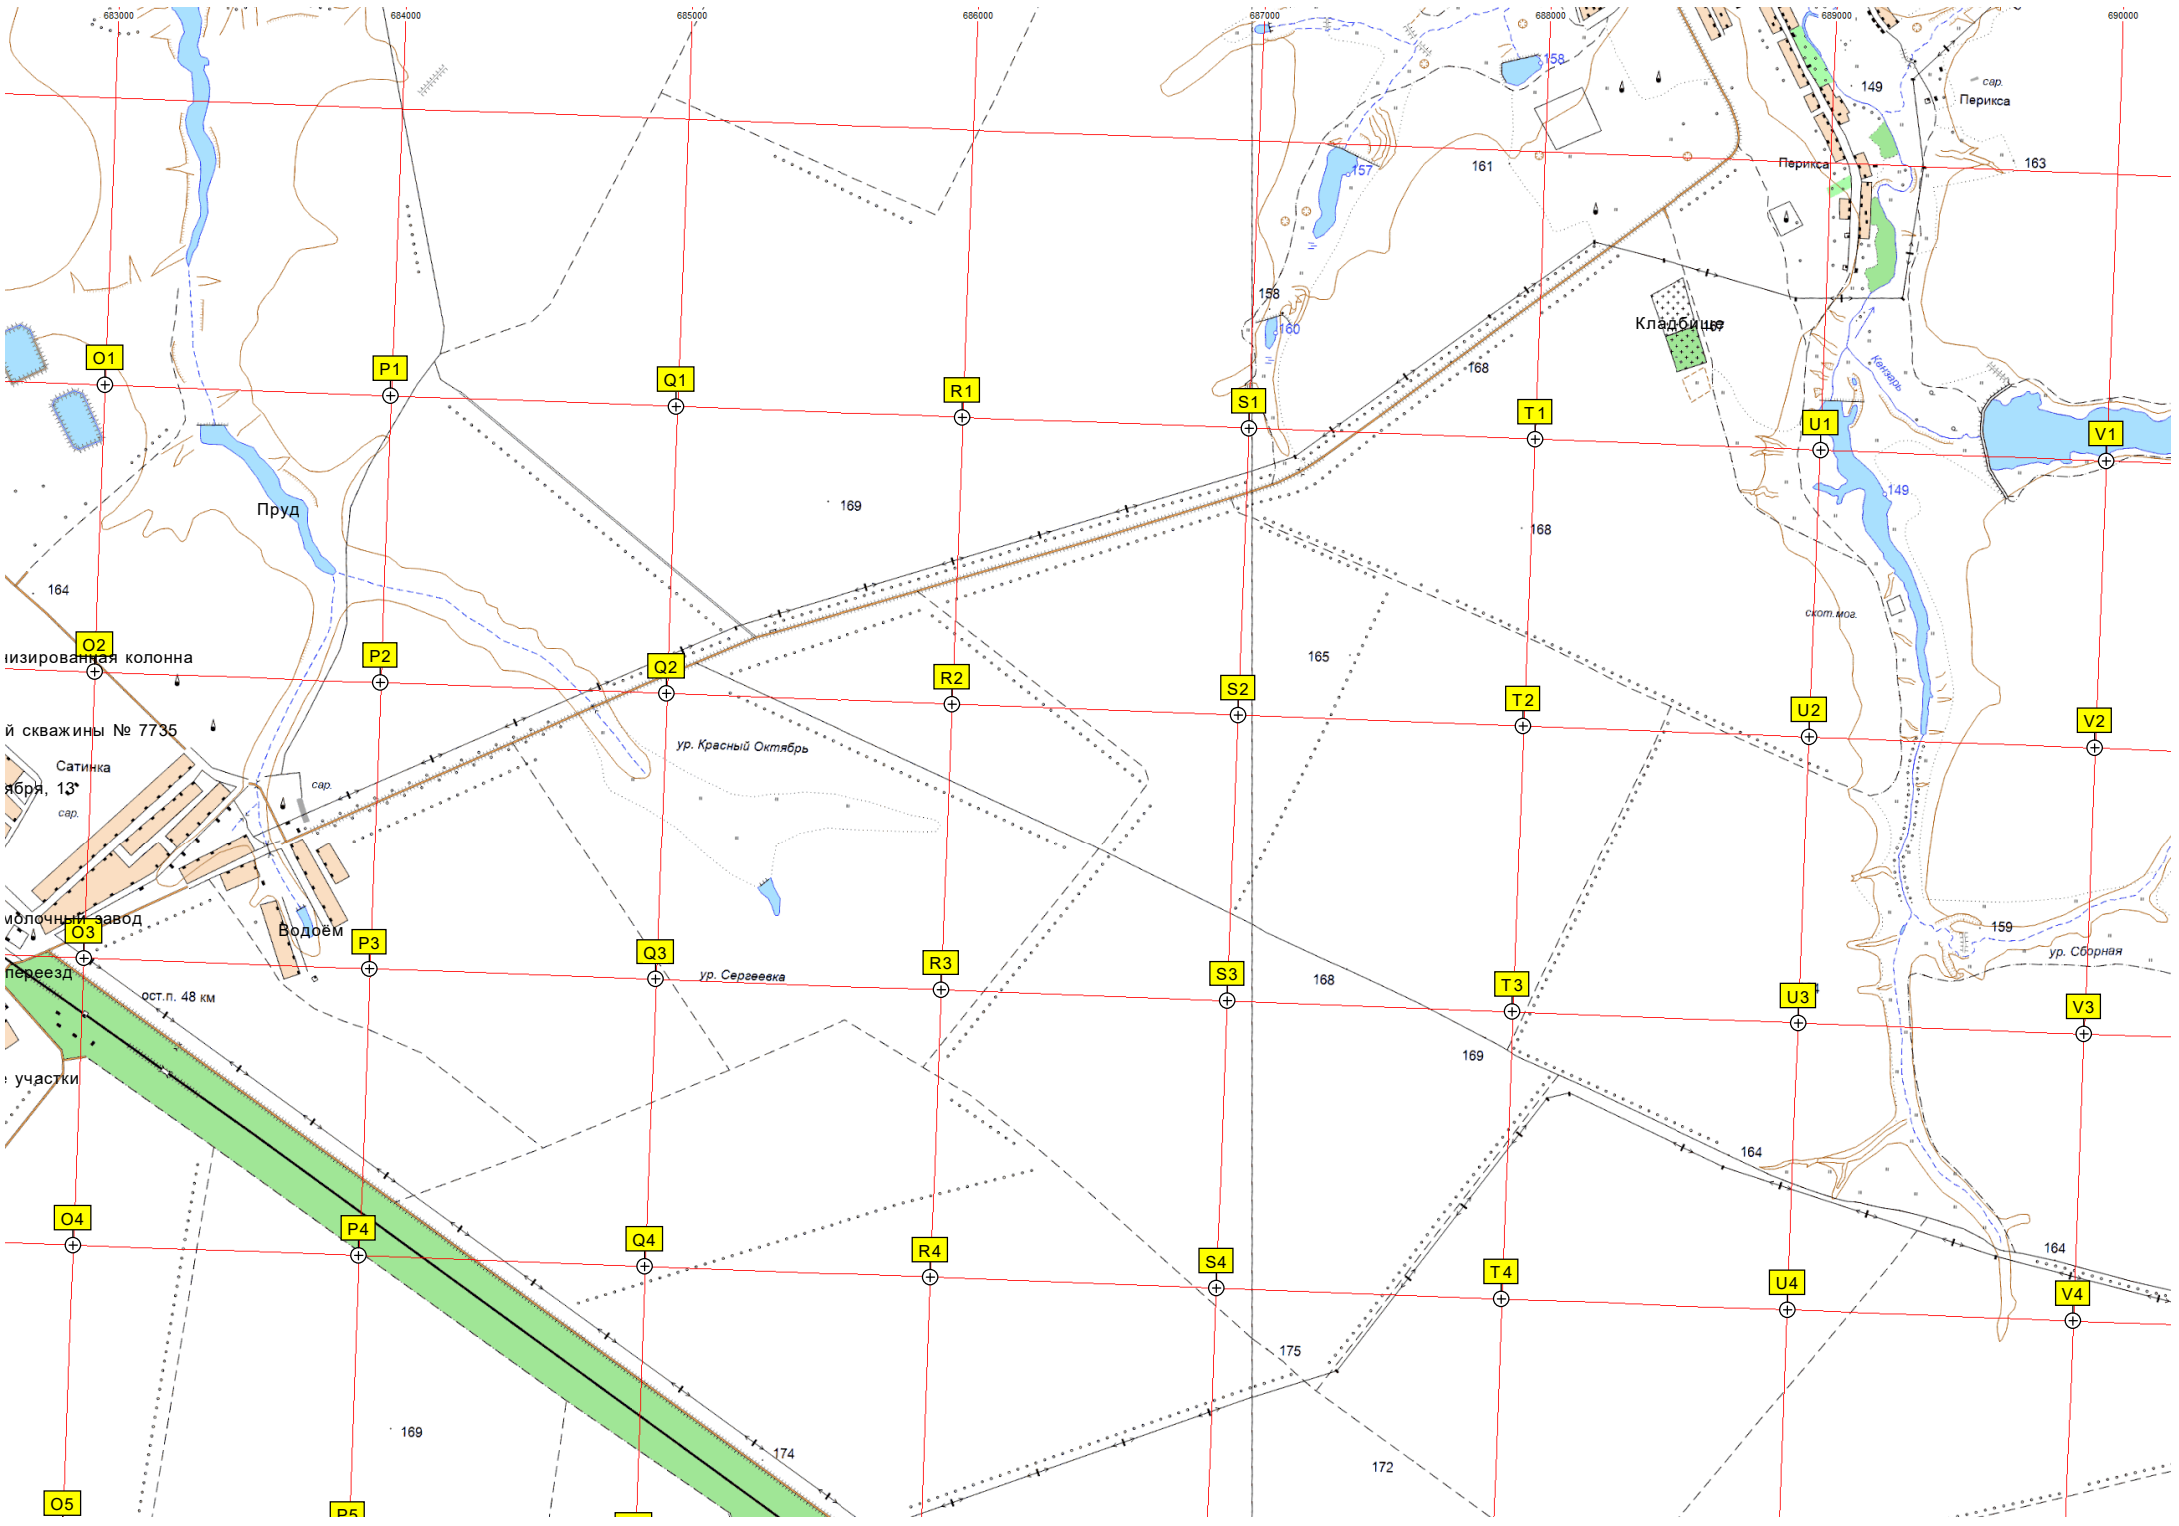 683000 684000 685000 686000 687000 688000 689000 690000
158
149
сар.
Перикса
157
161
Перикса
163
158
160
Кладбище
168
Кензарь
O1 P1 Q1 R1 S1 T1 U1 V1
149
169
168
Пруд
164
скот.мог.
165
O2 P2 Q2 R2 S2 T2 U2 V2
колонна
й скважины № 7735
ур. Красный Октябрь
Сатинка
ября, 13
сар.
сар.
молочный завод
Водоём
159
ур. Сборная
O3 P3 Q3 R3 S3 T3 U3 V3
переезд
ур. Сергеевка
168
ост.п. 48 км
169
участки
164
O4 P4 Q4 R4 S4 T4 U4 V4
164
175
169
174
172
O5 P5